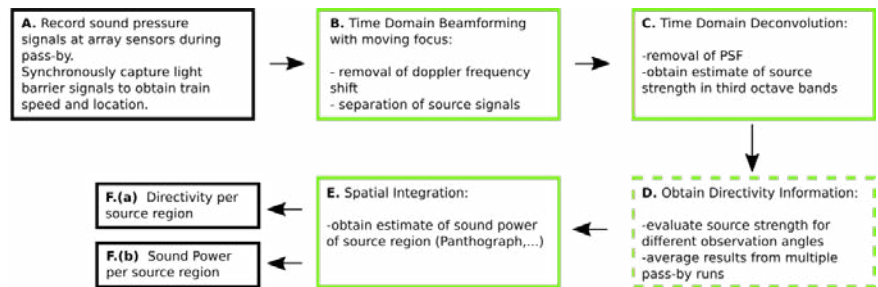 A. Record sound pressure
signals at array sensors during
pass-by.
Synchronously capture light
barrier signals to obtain train
speed and location.
B. Time Domain Beamforming
with moving focus:
- removal of doppler frequency
shift
- separation of source signals
C. Time Domain Deconvolution:
-removal of PSF
-obtain estimate of source
strength in third octave bands
D. Obtain Directivity Information:
-evaluate source strength for
different observation angles
-average results from multiple
pass-by runs
E. Spatial Integration:
-obtain estimate of sound power
of source region (Panthograph,...)
F.(a) Directivity per
source region
F.(b) Sound Power
per source region